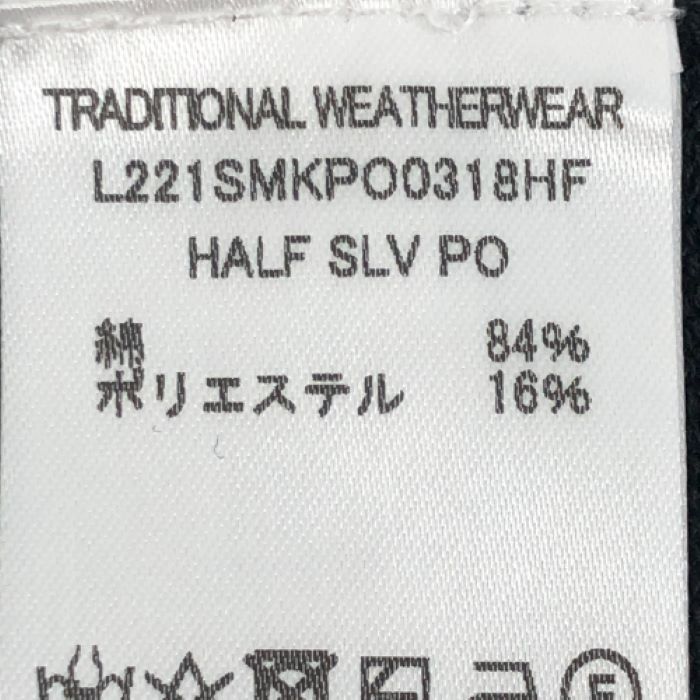 TRADITIONAL WEATHERWEAR
L221SMKPO0318HF
HALF SLV PO
綿 84%
ポリエステル 16%
F